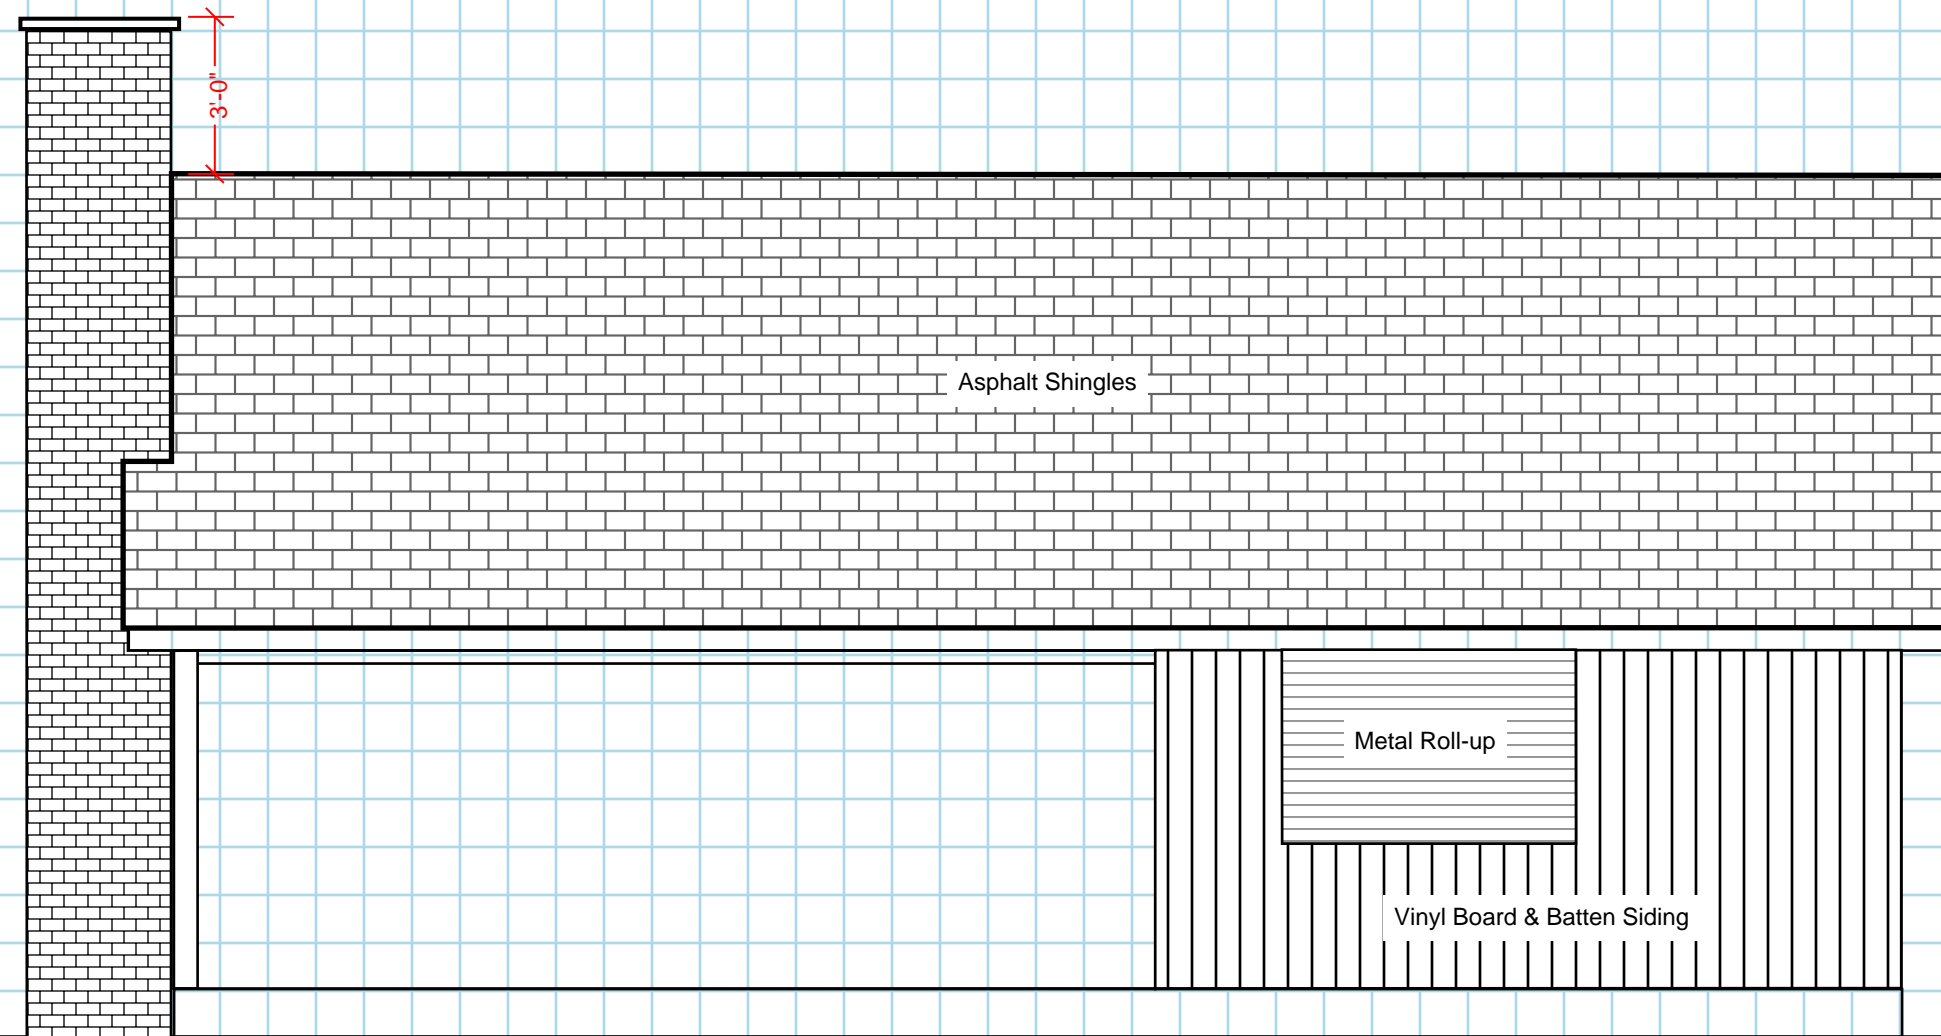 3'-0"
Asphalt Shingles
Metal Roll-up
Vinyl Board & Batten Siding